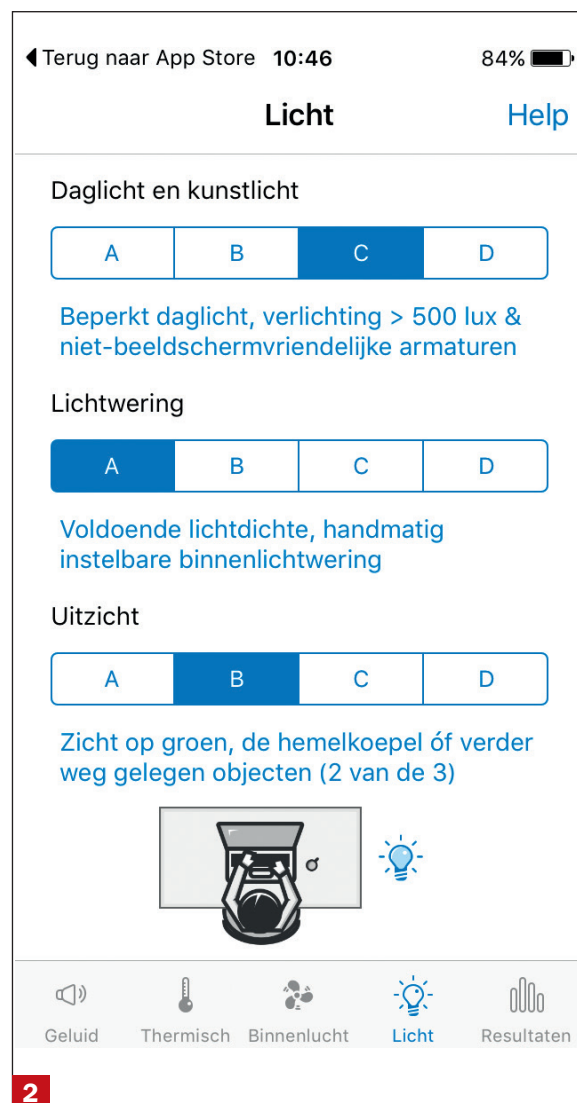 Terug naar App Store 10:46 84%
Licht Help
Daglicht en kunstlicht
A B C D
Beperkt daglicht, verlichting > 500 lux &
niet-beeldschermvriendelijke armaturen
Lichtwering
A B C D
Voldoende lichtdichte, handmatig
instelbare binnenlichtwering
Uitzicht
A B C D
Zicht op groen, de hemelkoepel óf verder
weg gelegen objecten (2 van de 3)
Geluid Thermisch Binnenlucht Licht Resultaten
2